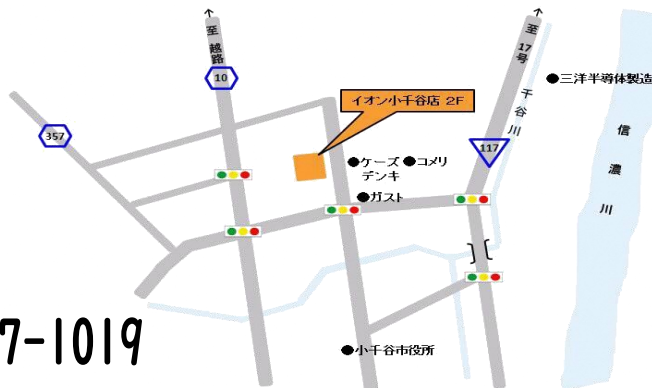 至 越路
至 17号
10
イオン小千谷店 2F
●三洋半導体製造
千谷川
357
117
信濃川
●ケーズデンキ
●コメリ
●ガスト
7-1019
●小千谷市役所